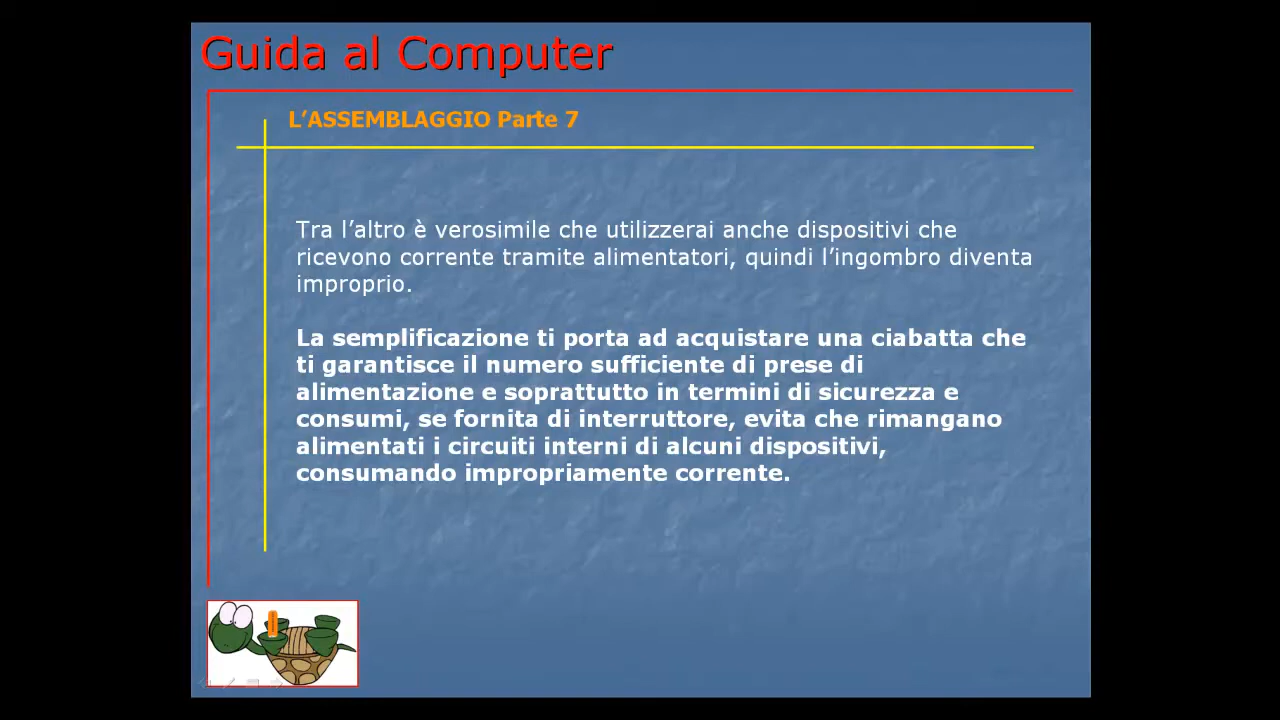 Guida al Computer
L’ASSEMBLAGGIO Parte 7
Tra l’altro è verosimile che utilizzerai anche dispositivi che
ricevono corrente tramite alimentatori, quindi l’ingombro diventa
improprio.
La semplificazione ti porta ad acquistare una ciabatta che
ti garantisce il numero sufficiente di prese di
alimentazione e soprattutto in termini di sicurezza e
consumi, se fornita di interruttore, evita che rimangano
alimentati i circuiti interni di alcuni dispositivi,
consumando impropriamente corrente.